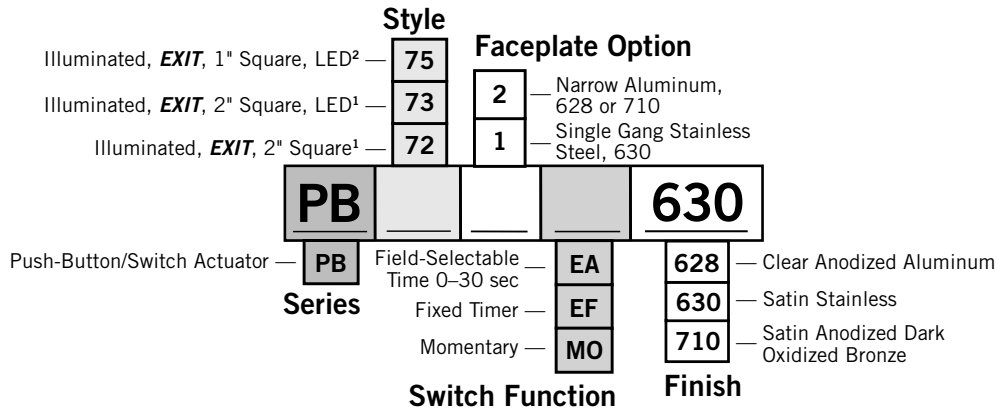 Style
Illuminated, EXIT, 1" Square, LED² — 75
Illuminated, EXIT, 2" Square, LED¹ — 73
Illuminated, EXIT, 2" Square¹ — 72
Faceplate Option
2 — Narrow Aluminum,
628 or 710
1 — Single Gang Stainless
Steel, 630
PB 630
Push-Button/Switch Actuator — PB
Series
Field-Selectable
Time 0–30 sec — EA
Fixed Timer — EF
Momentary — MO
Switch Function
628 — Clear Anodized Aluminum
630 — Satin Stainless
710 — Satin Anodized Dark
Oxidized Bronze
Finish